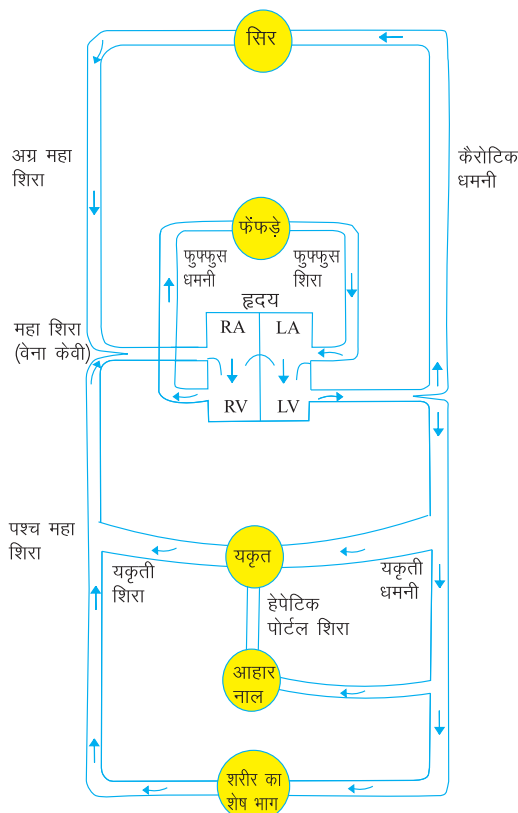 सिर
अग्र महा
शिरा
कैरोटिक
धमनी
फेंफड़े
फुफ्फुस
धमनी
फुफ्फुस
शिरा
हृदय
RA LA
महा शिरा
(वेना केवी)
RV LV
पश्च महा
शिरा
यकृत
यकृती
शिरा
यकृती
धमनी
हेपेटिक
पोर्टल शिरा
आहार
नाल
शरीर का
शेष भाग